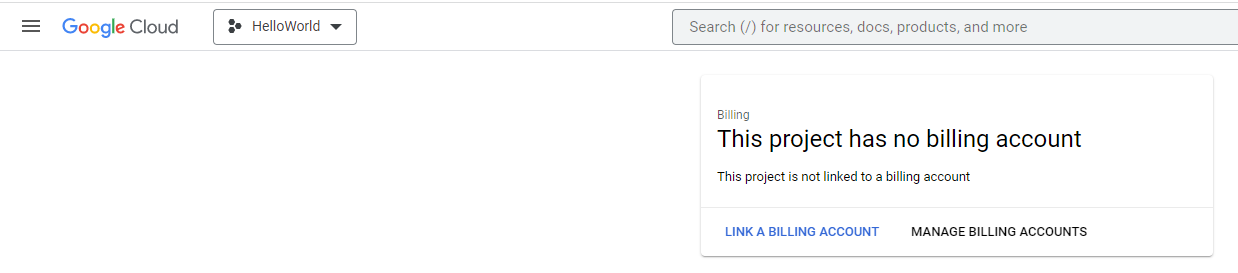 Google Cloud
HelloWorld
Search (/) for resources, docs, products, and more
Billing
This project has no billing account
This project is not linked to a billing account
LINK A BILLING ACCOUNT
MANAGE BILLING ACCOUNTS